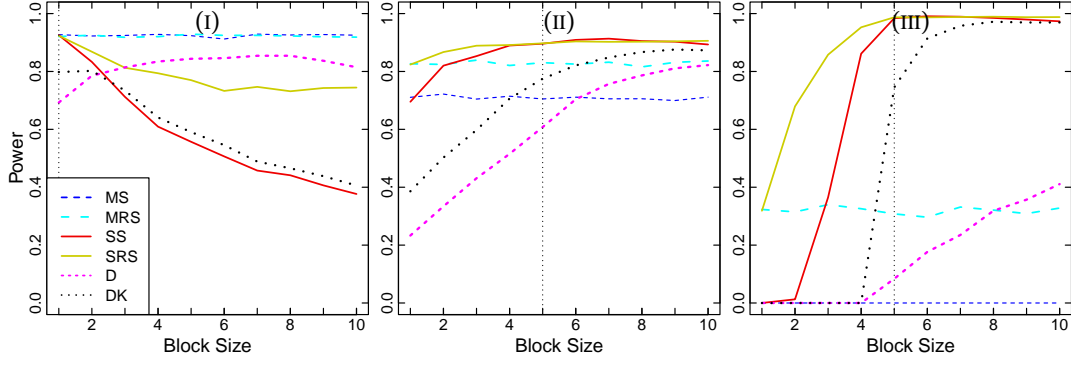 (I) (II) (III)
Power
0.0 0.2 0.4 0.6 0.8 1.0
0.0 0.2 0.4 0.6 0.8 1.0
0.0 0.2 0.4 0.6 0.8 1.0
MS
MRS
SS
SRS
D
DK
2 4 6 8 10
2 4 6 8 10
2 4 6 8 10
Block Size Block Size Block Size